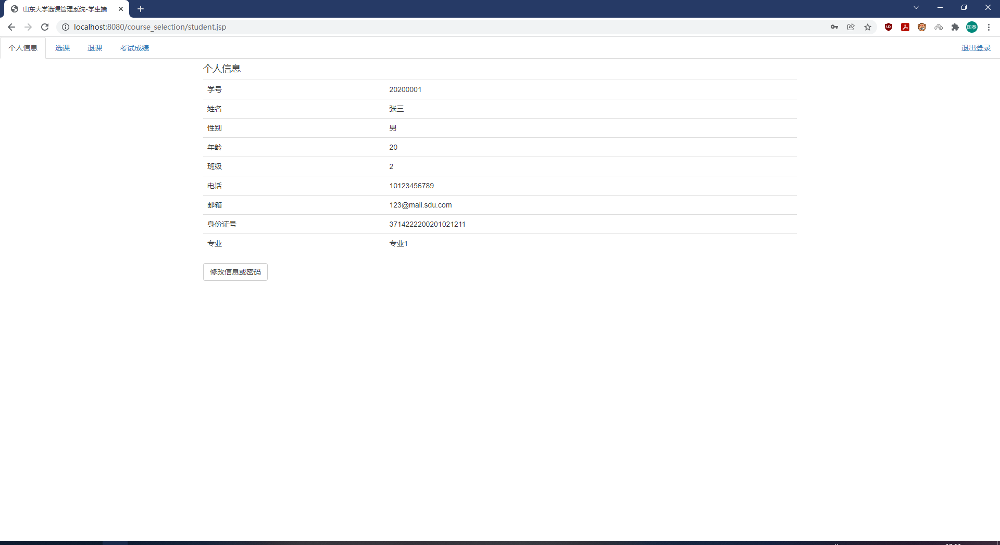 山东大学选课管理系统-学生端
localhost:8080/course_selection/student.jsp
国泰
个人信息 选课 退课 考试成绩 退出登录
个人信息
学号 20200001
姓名 张三
性别 男
年龄 20
班级 2
电话 10123456789
邮箱 123@mail.sdu.com
身份证号 3714222200201021211
专业 专业1
修改信息或密码